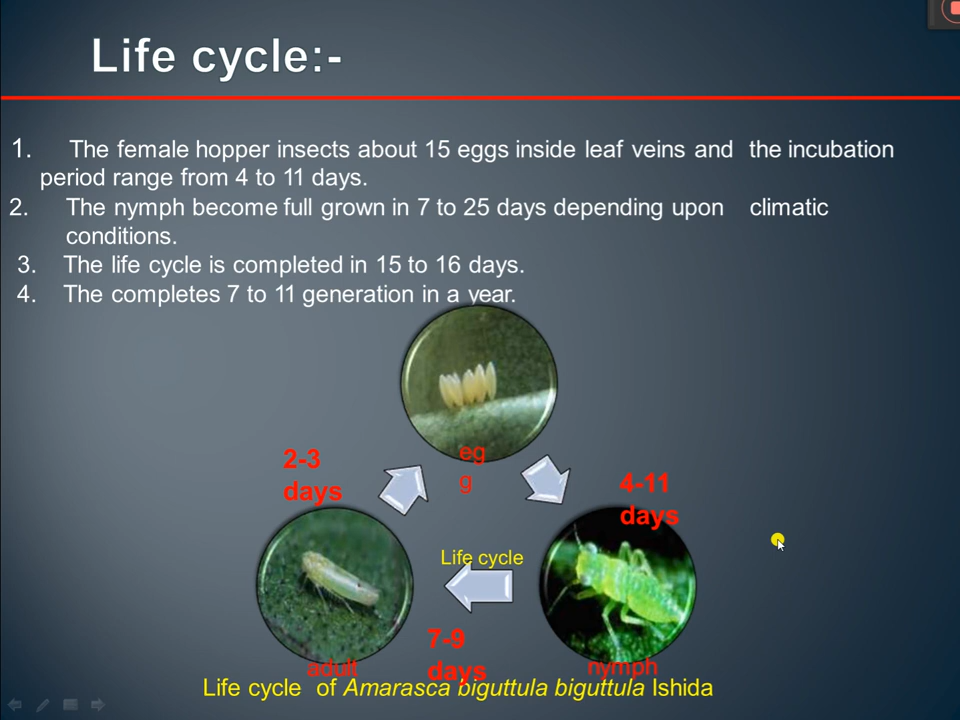 Life cycle:-
1. The female hopper insects about 15 eggs inside leaf veins and the incubation
period range from 4 to 11 days.
2. The nymph become full grown in 7 to 25 days depending upon climatic
conditions.
3. The life cycle is completed in 15 to 16 days.
4. The completes 7 to 11 generation in a year.
eg
g
2-3
days
4-11
days
Life cycle
7-9
days
adult
nymph
Life cycle of Amarasca biguttula biguttula Ishida